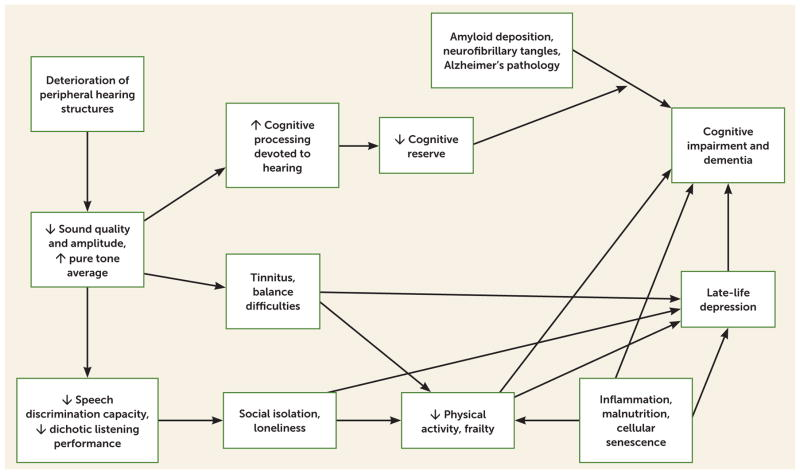 Amyloid deposition,
neurofibrillary tangles,
Alzheimer's pathology
Deterioration of
peripheral hearing
structures
↑ Cognitive
processing
devoted to
hearing
↓ Cognitive
reserve
Cognitive
impairment and
dementia
↓ Sound quality
and amplitude,
↑ pure tone
average
Tinnitus,
balance
difficulties
Late-life
depression
↓ Speech
discrimination capacity,
↓ dichotic listening
performance
Social isolation,
loneliness
↓ Physical
activity, frailty
Inflammation,
malnutrition,
cellular
senescence